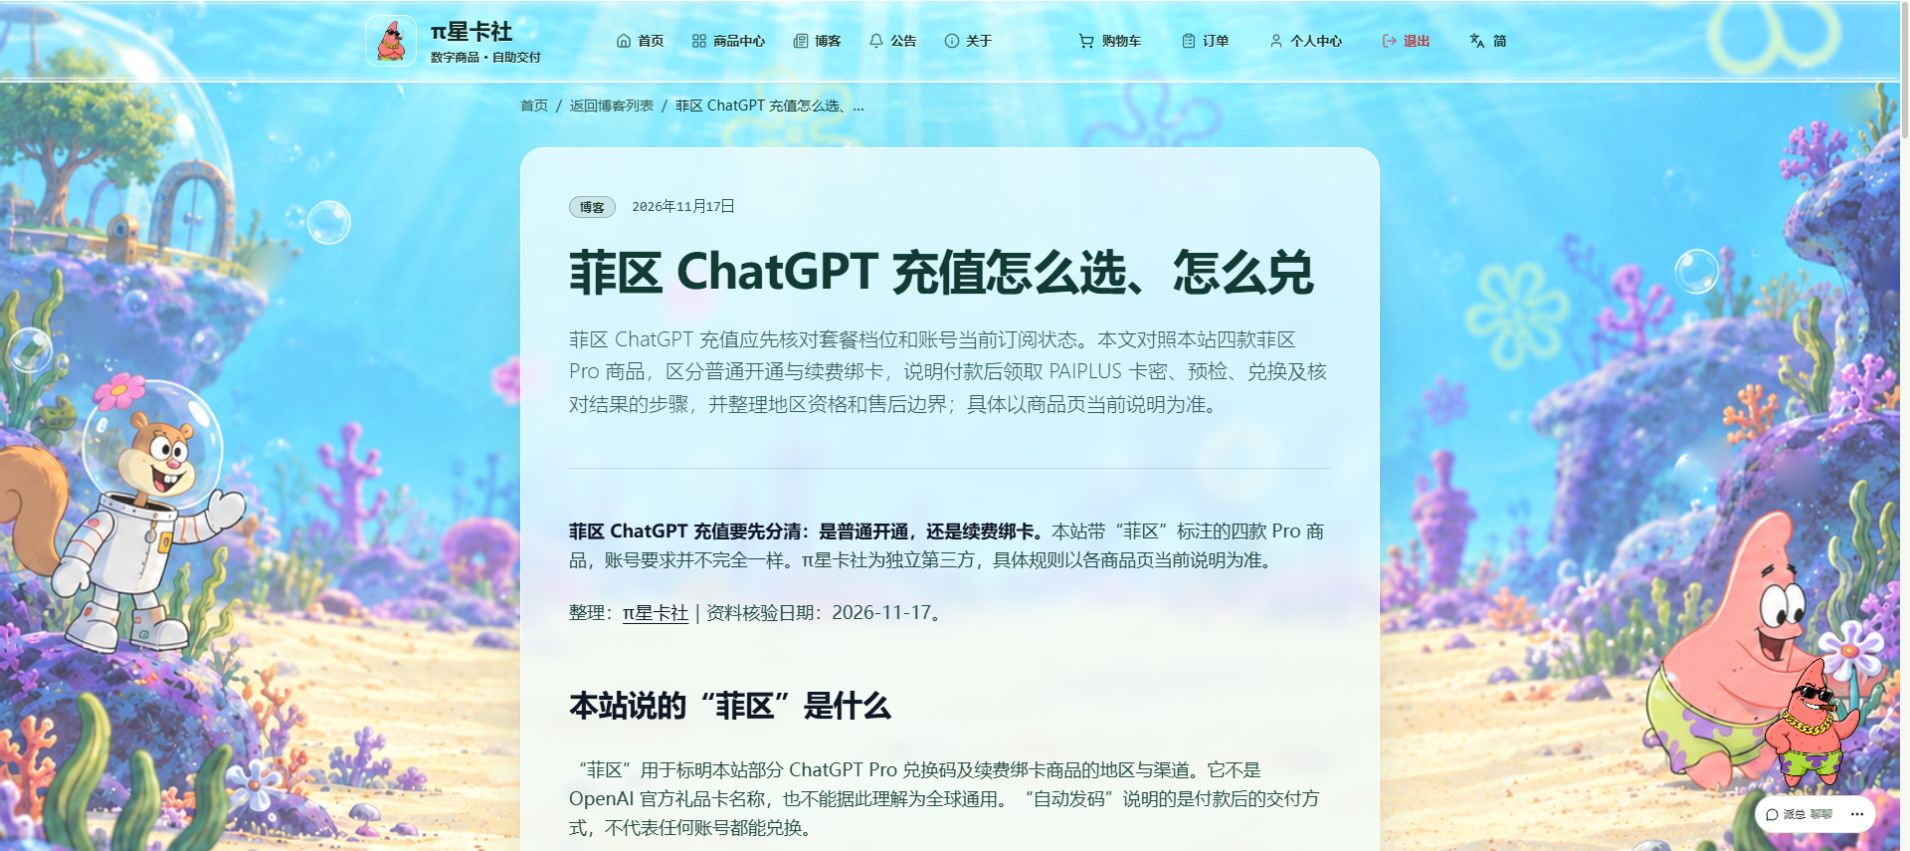 π星卡社
数字商品·自助交付
首页 商品中心 博客 公告 关于 购物车 订单 个人中心 退出 简
首页 / 返回博客列表 / 菲区 ChatGPT 充值怎么选、...
博客 2026年11月17日
菲区 ChatGPT 充值怎么选、怎么兑
菲区 ChatGPT 充值应先核对套餐档位和账号当前订阅状态。本文对照本站四款菲区
Pro 商品，区分普通开通与续费绑卡，说明付款后领取 PAIPLUS 卡密、预检、兑换及核
对结果的步骤，并整理地区资格和售后边界；具体以商品页当前说明为准。
菲区 ChatGPT 充值要先分清：是普通开通，还是续费绑卡。本站带“菲区”标注的四款 Pro 商
品，账号要求并不完全一样。π星卡社为独立第三方，具体规则以各商品页当前说明为准。
整理：π星卡社 | 资料核验日期：2026-11-17。
本站说的“菲区”是什么
“菲区”用于标明本站部分 ChatGPT Pro 兑换码及续费绑卡商品的地区与渠道。它不是
OpenAI 官方礼品卡名称，也不能据此理解为全球通用。“自动发码”说明的是付款后的交付方
式，不代表任何账号都能兑换。
派总 聊聊 ···